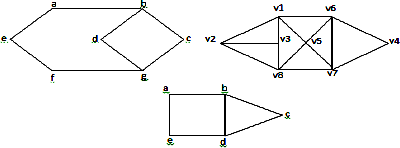 a b v1 v6
e d c v2 v3 v5 v4
f g v8 v7
a b
c
e d